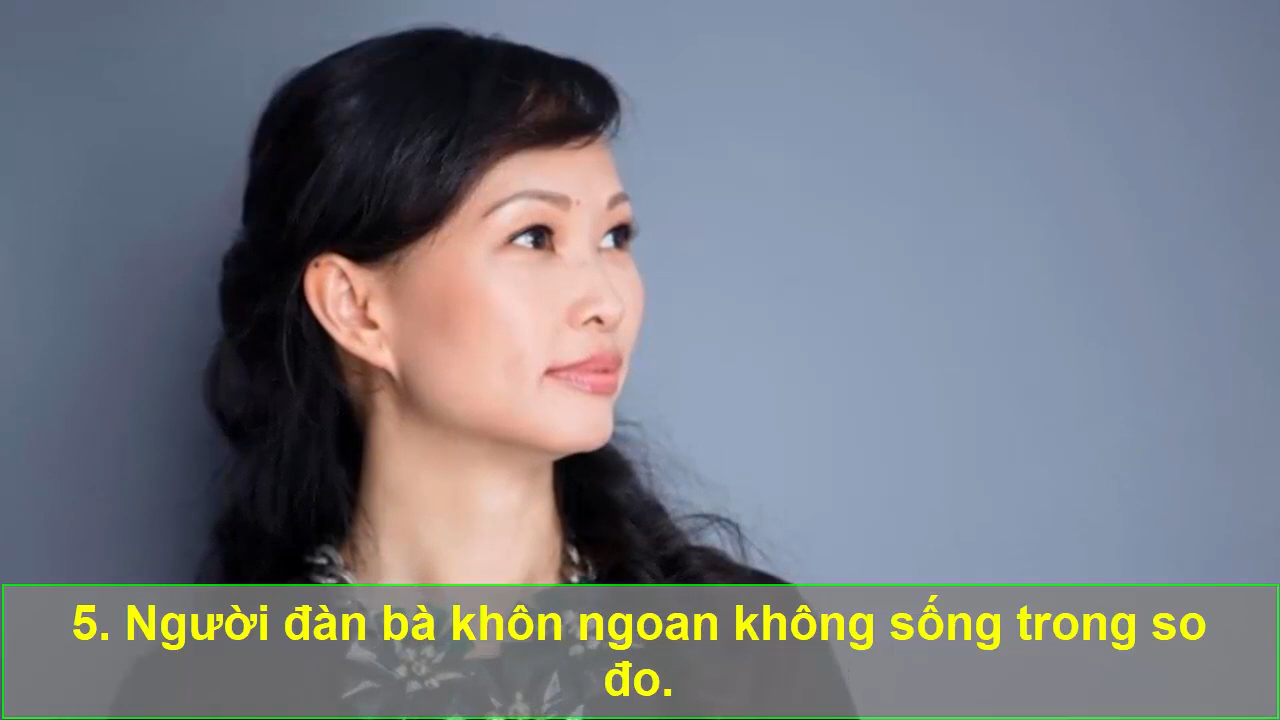 5. Người đàn bà khôn ngoan không sống trong so
đo.